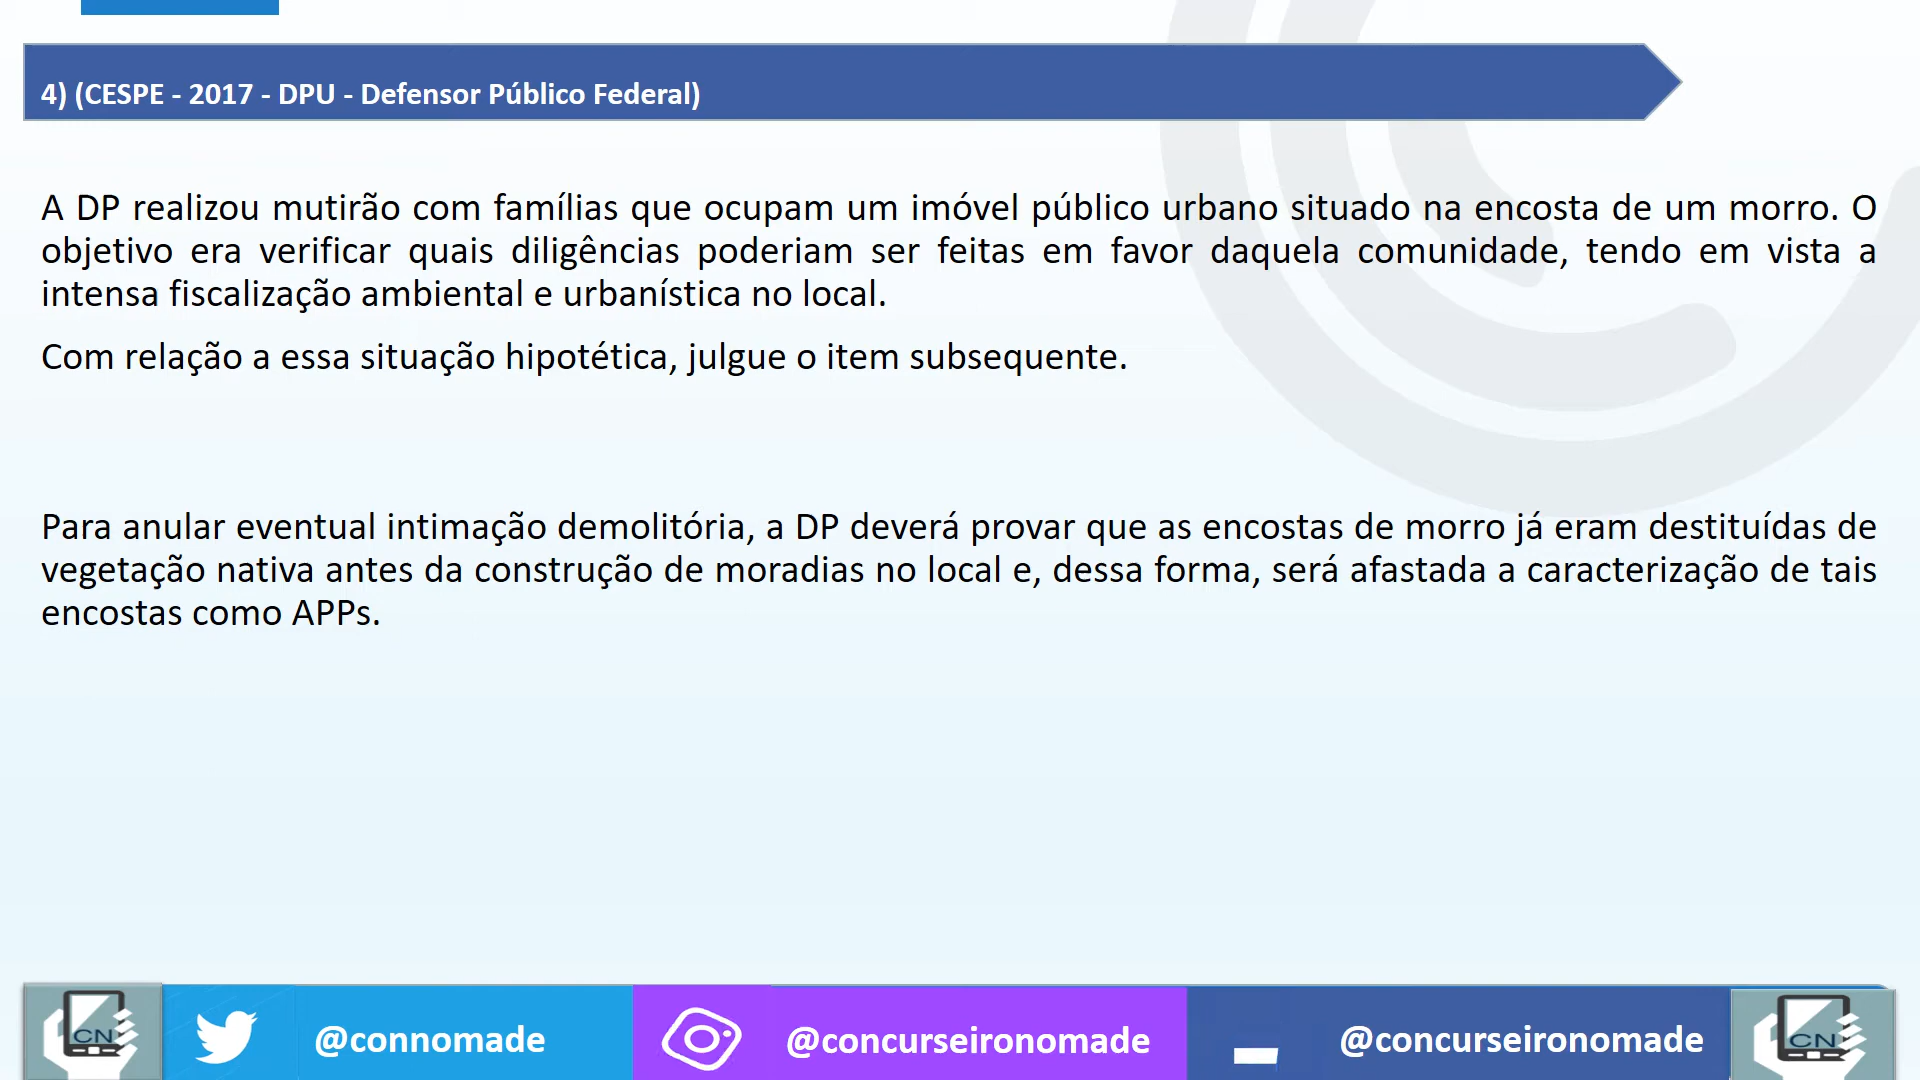 4) (CESPE - 2017 - DPU - Defensor Público Federal)
A DP realizou mutirão com famílias que ocupam um imóvel público urbano situado na encosta de um morro. O
objetivo era verificar quais diligências poderiam ser feitas em favor daquela comunidade, tendo em vista a
intensa fiscalização ambiental e urbanística no local.
Com relação a essa situação hipotética, julgue o item subsequente.
Para anular eventual intimação demolitória, a DP deverá provar que as encostas de morro já eram destituídas de
vegetação nativa antes da construção de moradias no local e, dessa forma, será afastada a caracterização de tais
encostas como APPs.
CN @connomade @concurseironomade @concurseironomade CN